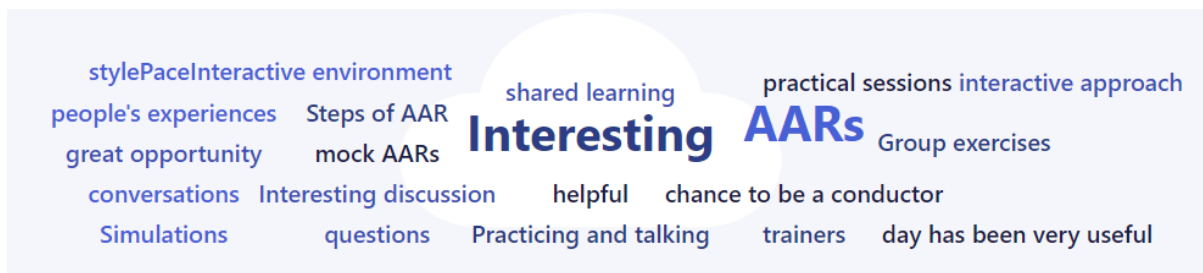 stylePaceInteractive environment
practical sessions interactive approach
shared learning
people's experiences Steps of AAR
Interesting AARs
Group exercises
great opportunity mock AARs
conversations Interesting discussion helpful chance to be a conductor
Simulations questions Practicing and talking trainers day has been very useful